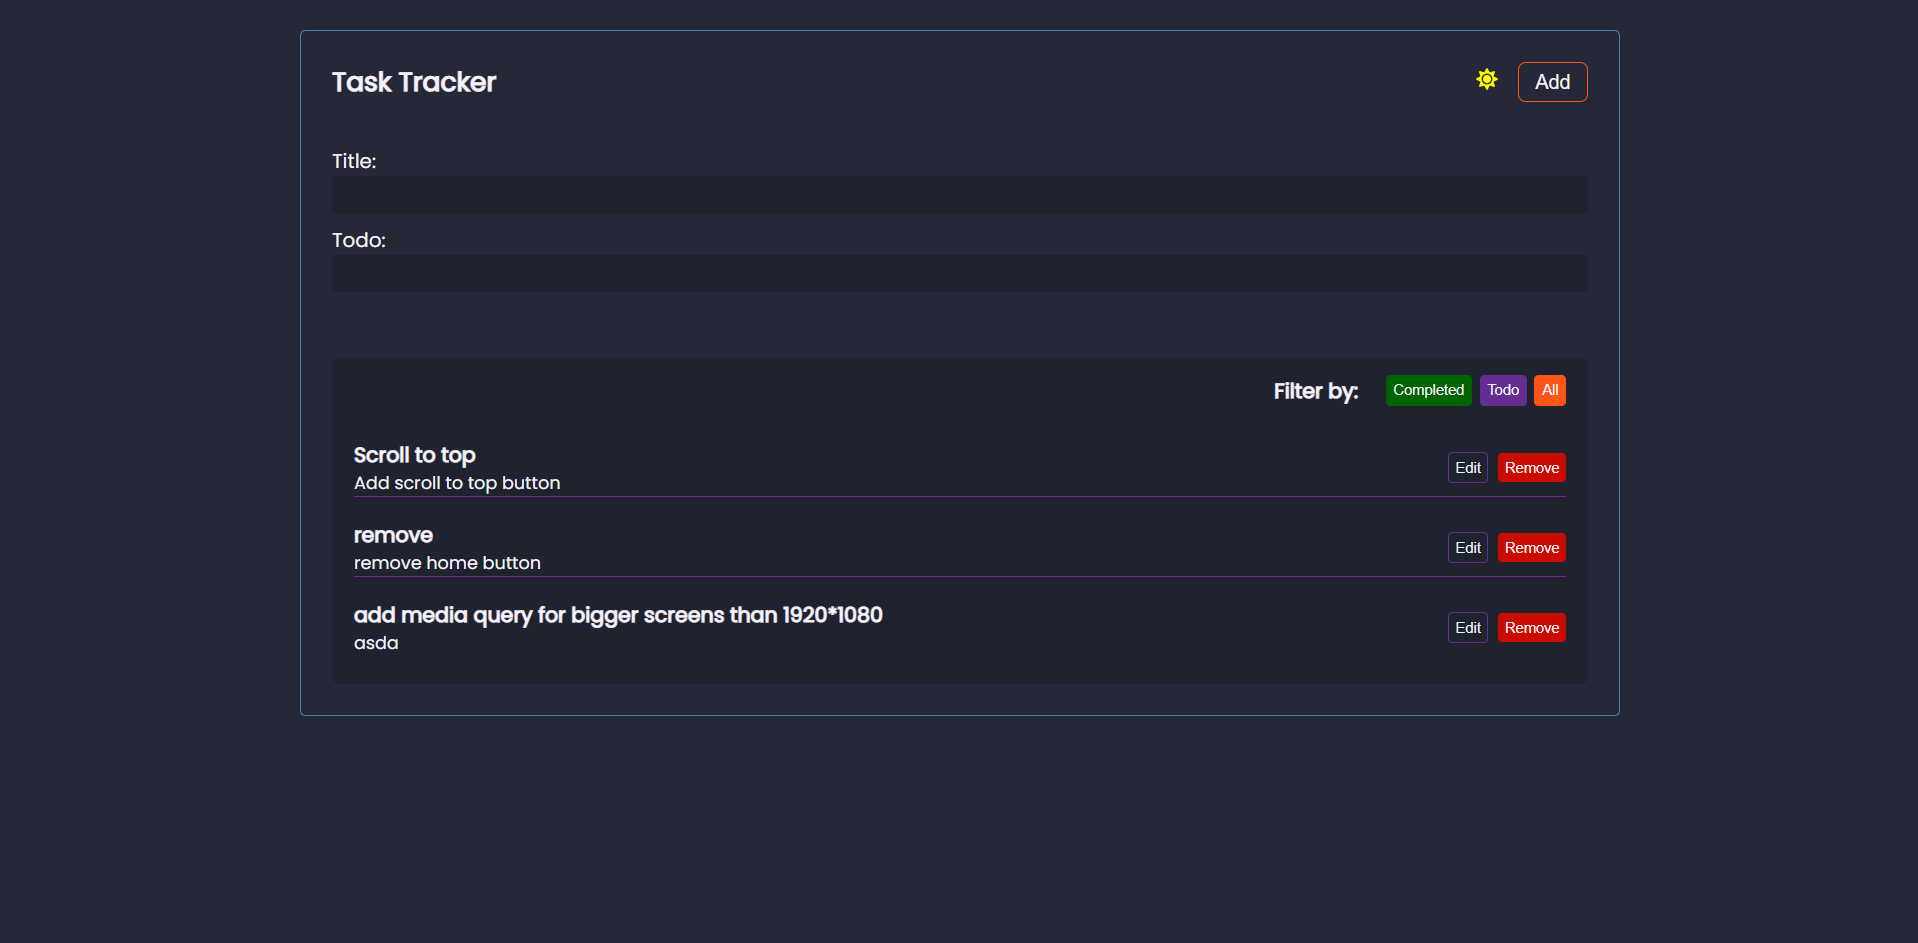 Task Tracker
Add
Title:
Todo:
Filter by: Completed Todo All
Scroll to top
Add scroll to top button
Edit Remove
remove
remove home button
Edit Remove
add media query for bigger screens than 1920*1080
asda
Edit Remove